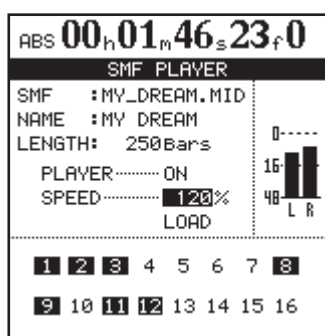 ABS 00h01m46s23f0
SMF PLAYER
SMF :MY_DREAM.MID
NAME :MY DREAM
LENGTH: 250Bars
PLAYER ON
SPEED 120%
LOAD
0
16
48
L R
1 2 3 4 5 6 7 8
9 10 11 12 13 14 15 16